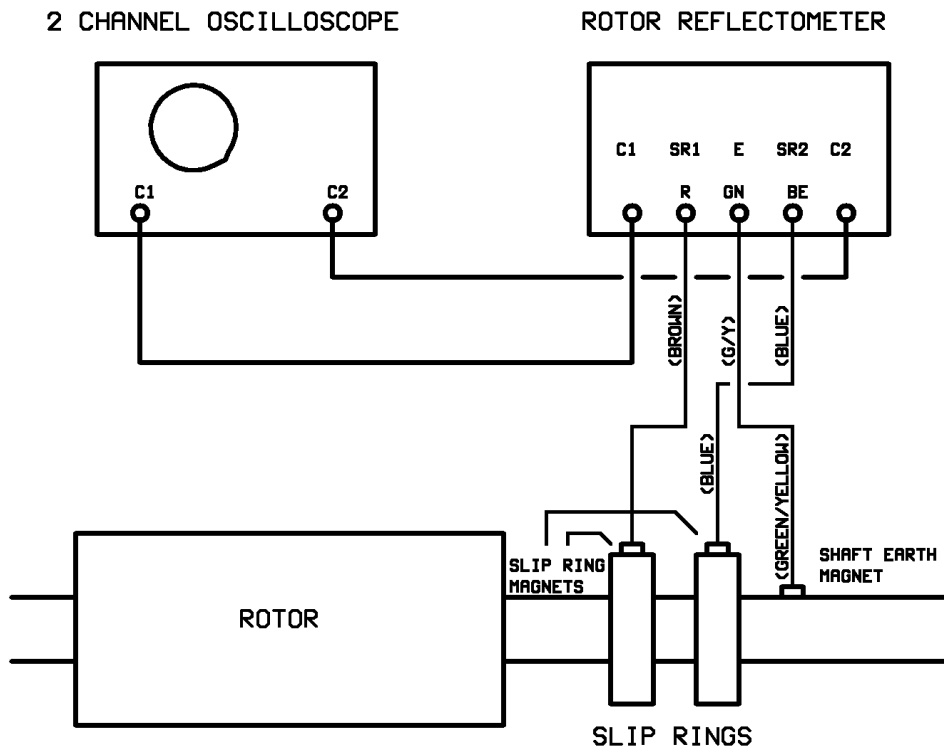 2 CHANNEL OSCILLOSCOPE
ROTOR REFLECTOMETER
C1 SR1 E SR2 C2
C1 C2
R GN BE
(BROWN)
(G/Y)
(BLUE)
(BLUE)
(GREEN/YELLOW)
SLIP RING
MAGNETS
SHAFT EARTH
MAGNET
ROTOR
SLIP RINGS